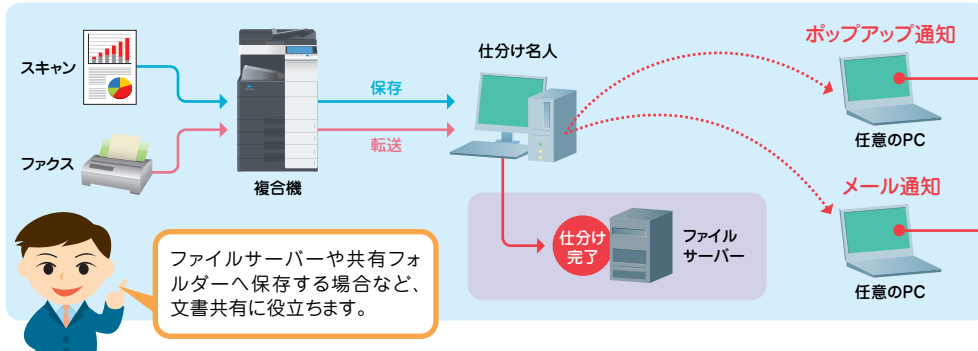 スキャン
ファクス
複合機
保存
転送
仕分け名人
仕分け
完了
ファイル
サーバー
ポップアップ通知
任意のPC
メール通知
任意のPC
ファイルサーバーや共有フォ
ルダーへ保存する場合など、
文書共有に役立ちます。